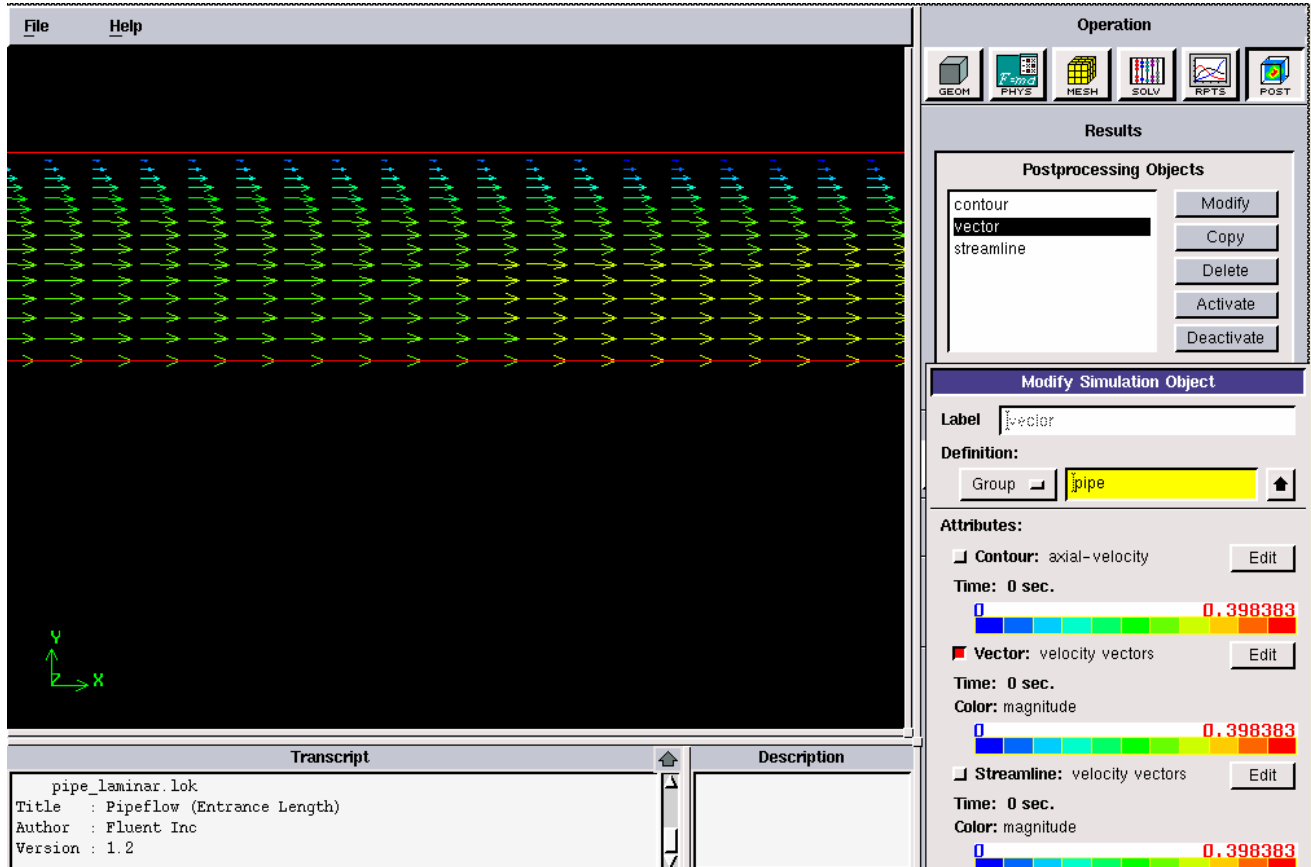 File Help
Operation
GEOM F=ma PHYS MESH SOLV RPTS POST
Results
Postprocessing Objects
contour
vector
streamline
Modify
Copy
Delete
Activate
Deactivate
Modify Simulation Object
Label vector
Definition:
Group pipe
Attributes:
Contour: axial-velocity Edit
Time: 0 sec.
0 0.398383
Vector: velocity vectors Edit
Time: 0 sec.
Color: magnitude
0 0.398383
Streamline: velocity vectors Edit
Time: 0 sec.
Color: magnitude
0 0.398383
Y
Z X
Transcript
pipe_laminar.lok
Title : Pipeflow (Entrance Length)
Author : Fluent Inc
Version : 1.2
Description